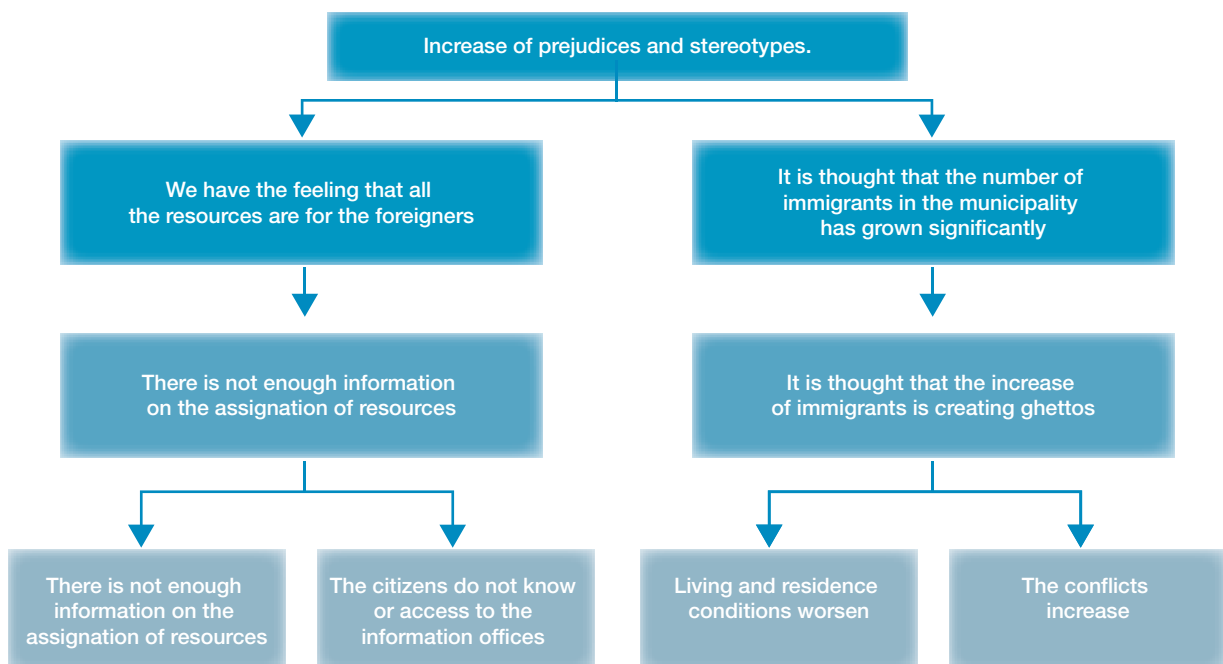 Increase of prejudices and stereotypes.
We have the feeling that all
the resources are for the foreigners
It is thought that the number of
immigrants in the municipality
has grown significantly
There is not enough information
on the assignation of resources
It is thought that the increase
of immigrants is creating ghettos
There is not enough
information on the
assignation of resources
The citizens do not know
or access to the
information offices
Living and residence
conditions worsen
The conflicts
increase